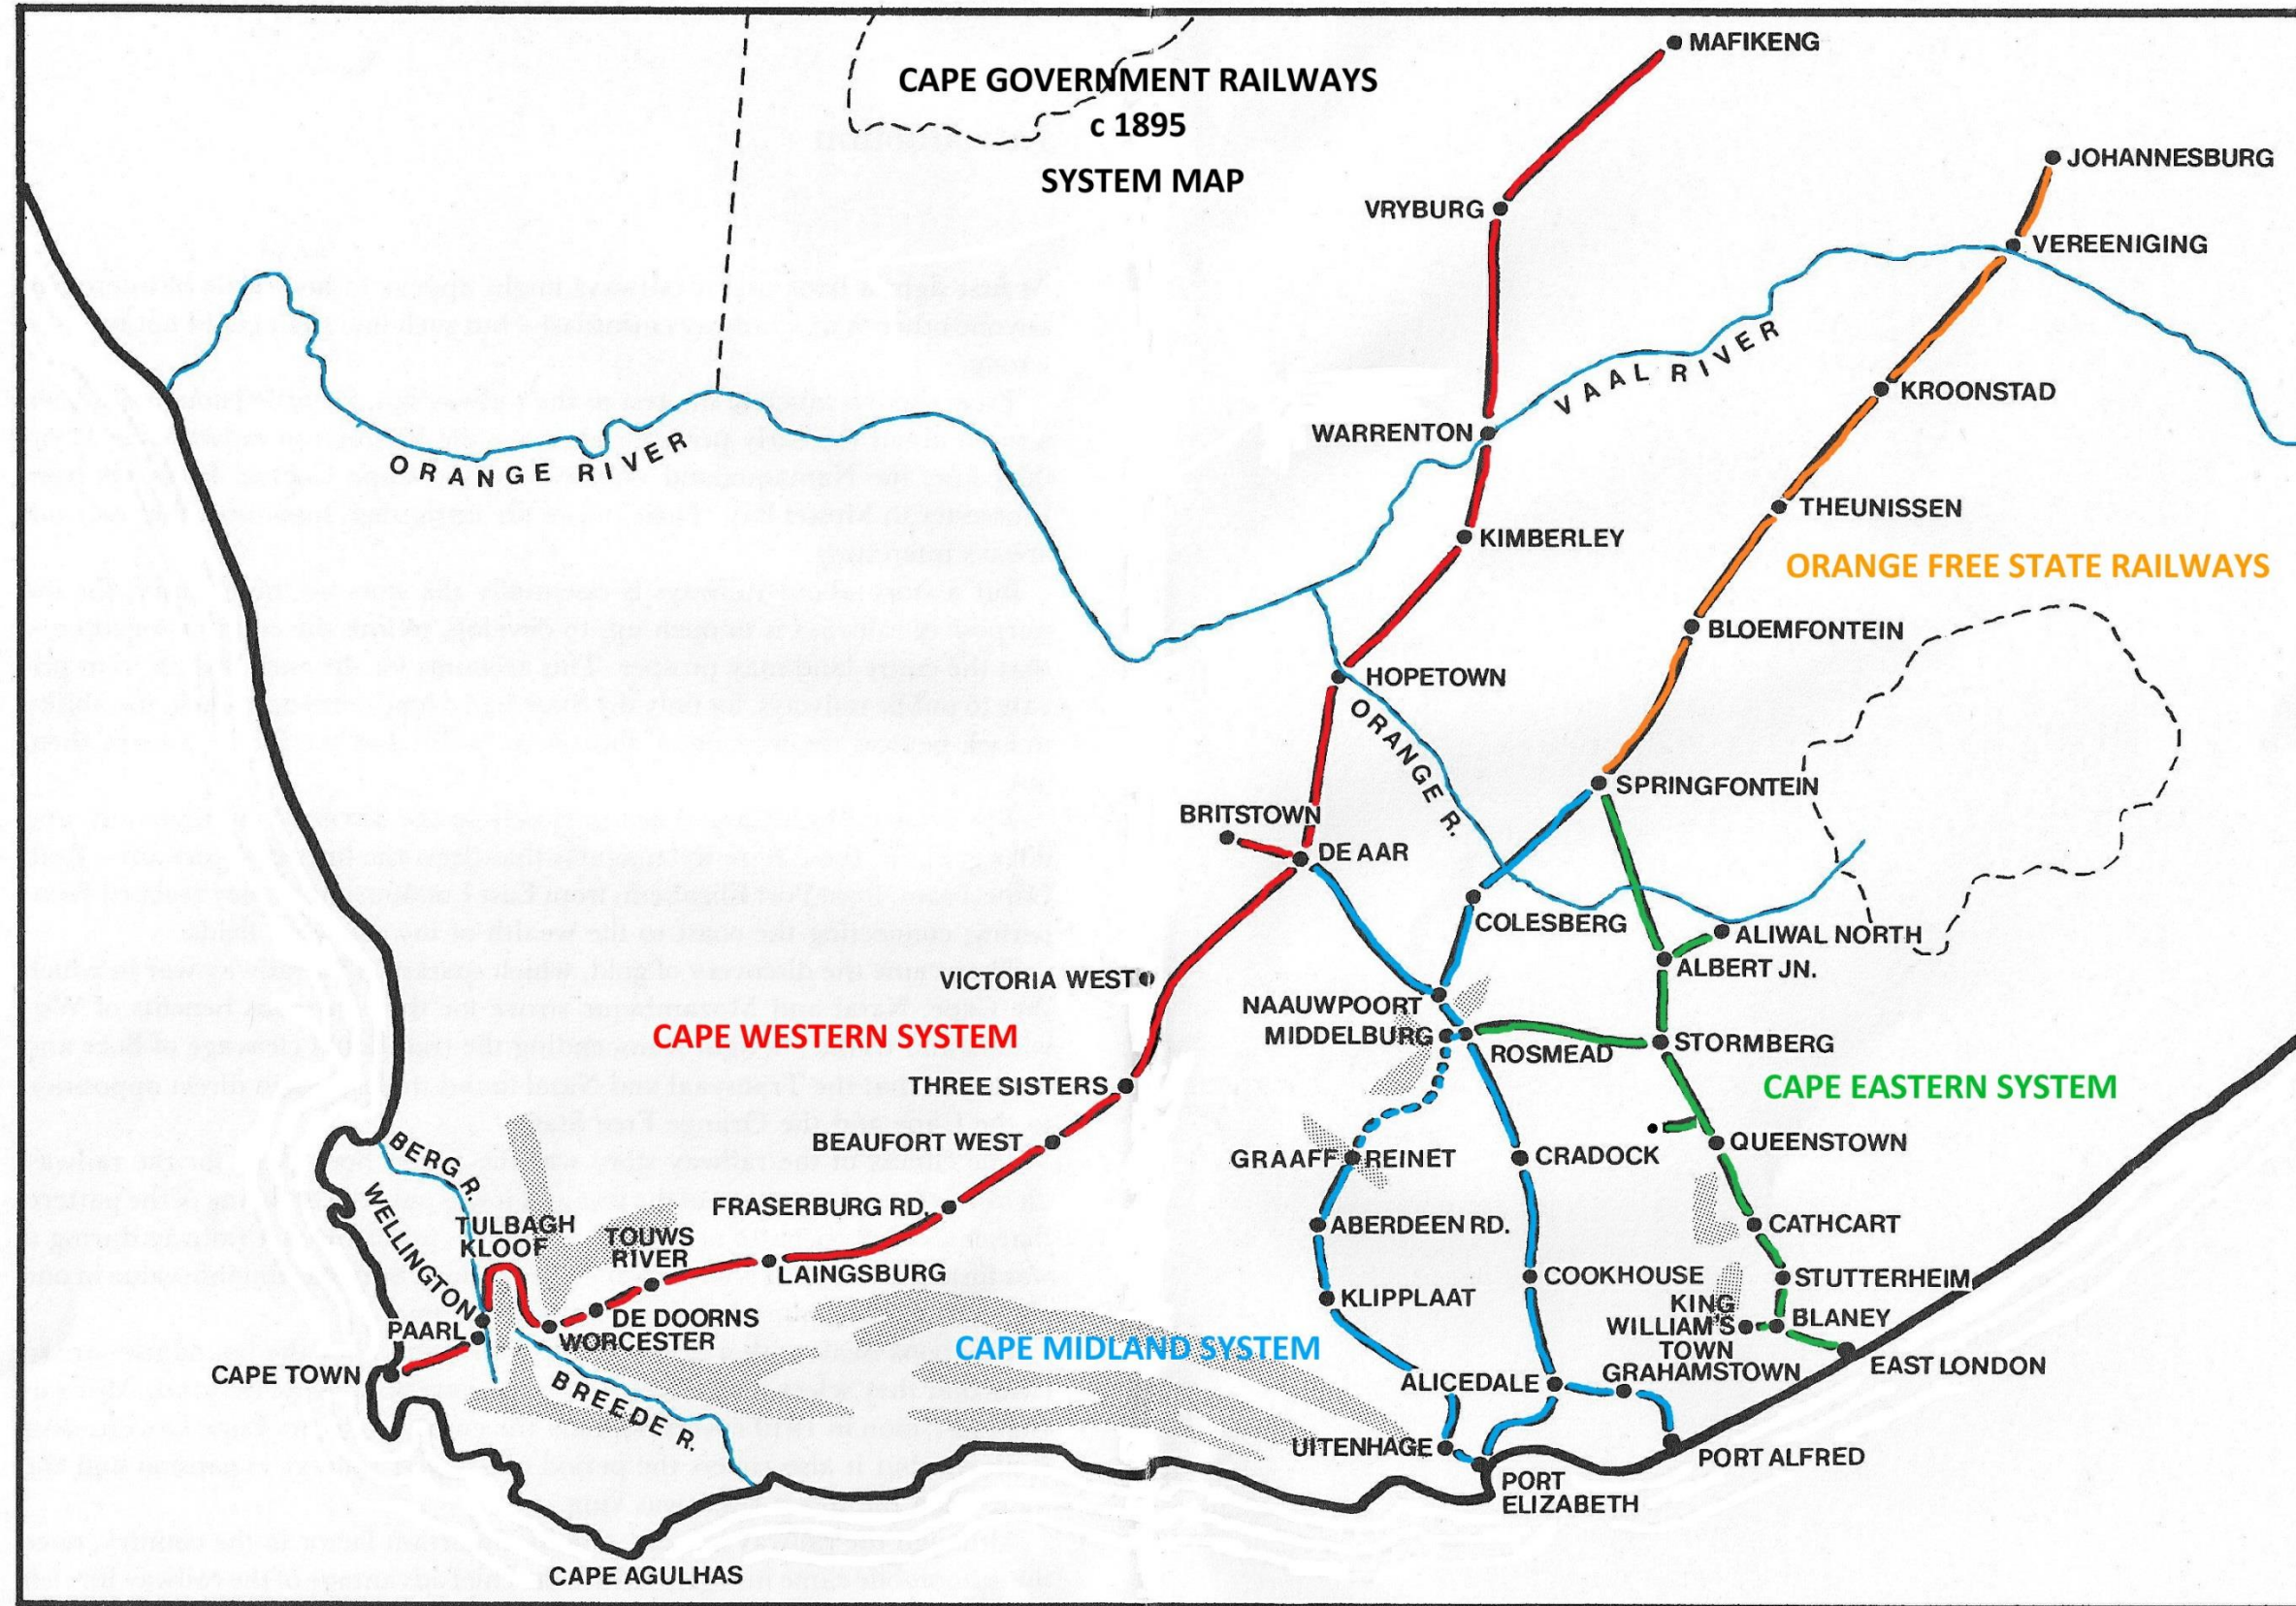 CAPE GOVERNMENT RAILWAYS
c 1895
SYSTEM MAP
MAFIKENG
JOHANNESBURG
VRYBURG
VEREENIGING
VAAL RIVER
KROONSTAD
WARRENTON
ORANGE RIVER
THEUNISSEN
KIMBERLEY
ORANGE FREE STATE RAILWAYS
BLOEMFONTEIN
HOPETOWN
ORANGE R.
SPRINGFONTEIN
BRITSTOWN
DE AAR
COLESBERG
ALIWAL NORTH
ALBERT JN.
VICTORIA WEST
NAAUWPOORT
CAPE WESTERN SYSTEM
MIDDELBURG
ROSMEAD
STORMBERG
THREE SISTERS
CAPE EASTERN SYSTEM
BEAUFORT WEST
QUEENSTOWN
BERG R.
GRAAFF REINET
CRADOCK
FRASERBURG RD.
WELLINGTON
TULBAGH
KLOOF
TOUWS
RIVER
ABERDEEN RD.
CATHCART
LAINGSBURG
COOKHOUSE
STUTTERHEIM
KLIPPLAAT
KING
WILLIAM'S
TOWN
BLANEY
DE DOORNS
PAARL
WORCESTER
CAPE MIDLAND SYSTEM
CAPE TOWN
EAST LONDON
GRAHAMSTOWN
ALICEDALE
BREEDE R.
UITENHAGE
PORT ALFRED
PORT
ELIZABETH
CAPE AGULHAS